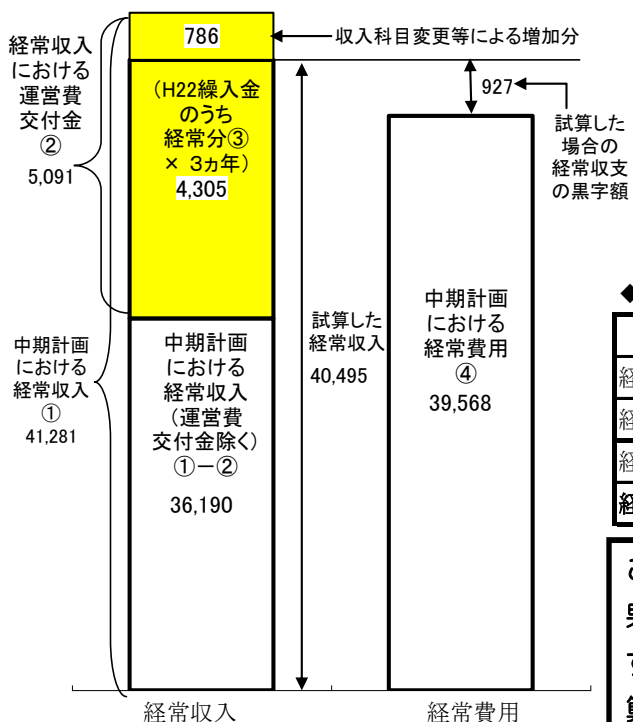 経常収入
における
運営費
交付金
②
5,091
中期計画
における
経常収入
①
41,281
786
収入科目変更等による増加分
(H22繰入金
のうち
経常分③
× 3ヵ年)
4,305
中期計画
における
経常収入
(運営費
交付金除く)
①－②
36,190
試算した
経常収入
40,495
927
試算した
場合の
経常収支
の黒字額
中期計画
における
経常費用
④
39,568
経常収入
経常費用
◆
経
経
経
経
す